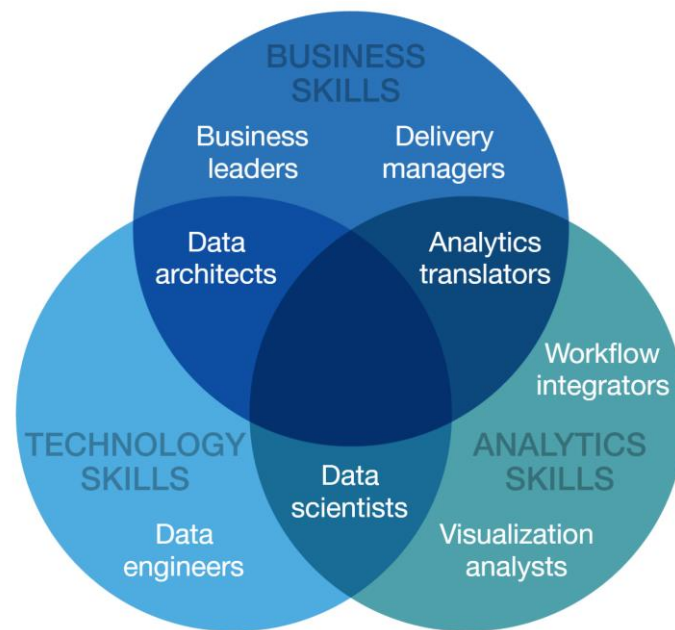 BUSINESS
SKILLS
Business
leaders
Delivery
managers
Data
architects
Analytics
translators
Workflow
integrators
TECHNOLOGY
SKILLS
ANALYTICS
SKILLS
Data
scientists
Data
engineers
Visualization
analysts